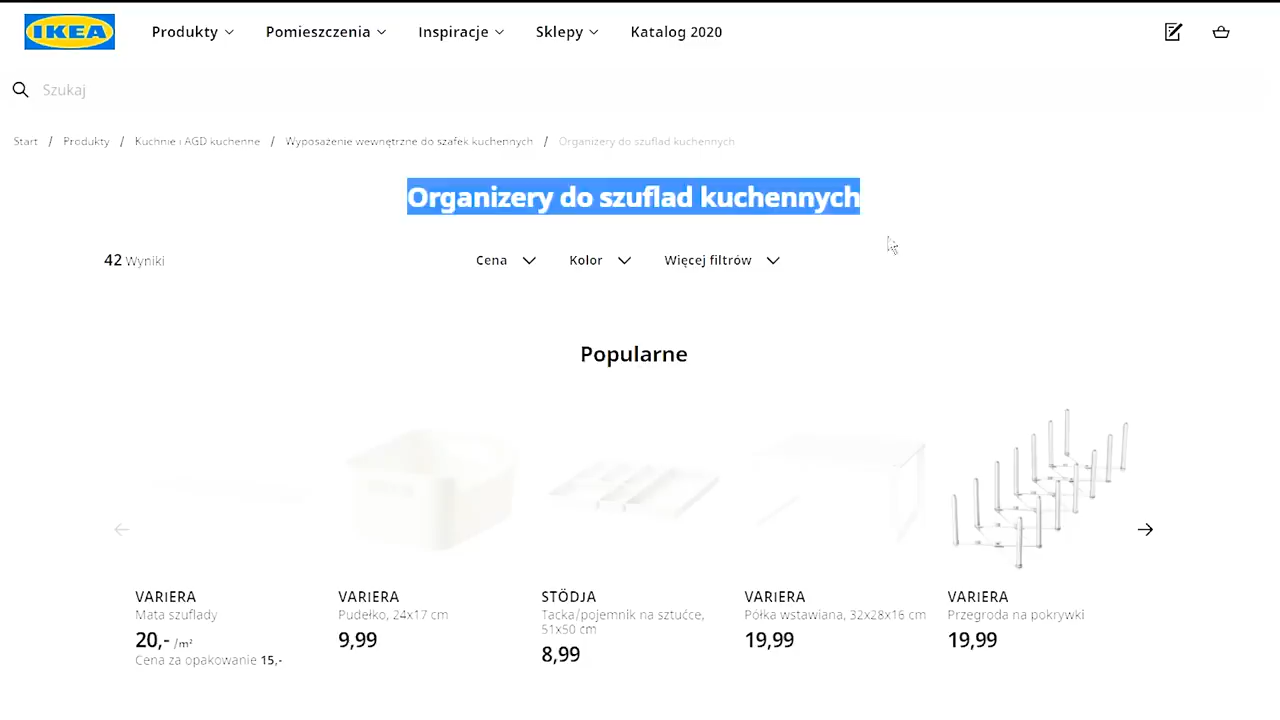 IKEA
Produkty Pomieszczenia Inspiracje Sklepy Katalog 2020
Szukaj
Start / Produkty / Kuchnie i AGD kuchenne / Wyposażenie wewnętrzne do szafek kuchennych / Organizery do szuflad kuchennych
Organizery do szuflad kuchennych
42 Wyniki
Cena Kolor Więcej filtrów
Popularne
VARIERA
Mata szuflady
20,- /m²
Cena za opakowanie 15,-
VARIERA
Pudełko, 24x17 cm
9,99
STÖDJA
Tacka/pojemnik na sztućce,
51x50 cm
8,99
VARIERA
Półka wstawiana, 32x28x16 cm
19,99
VARIERA
Przegroda na pokrywki
19,99